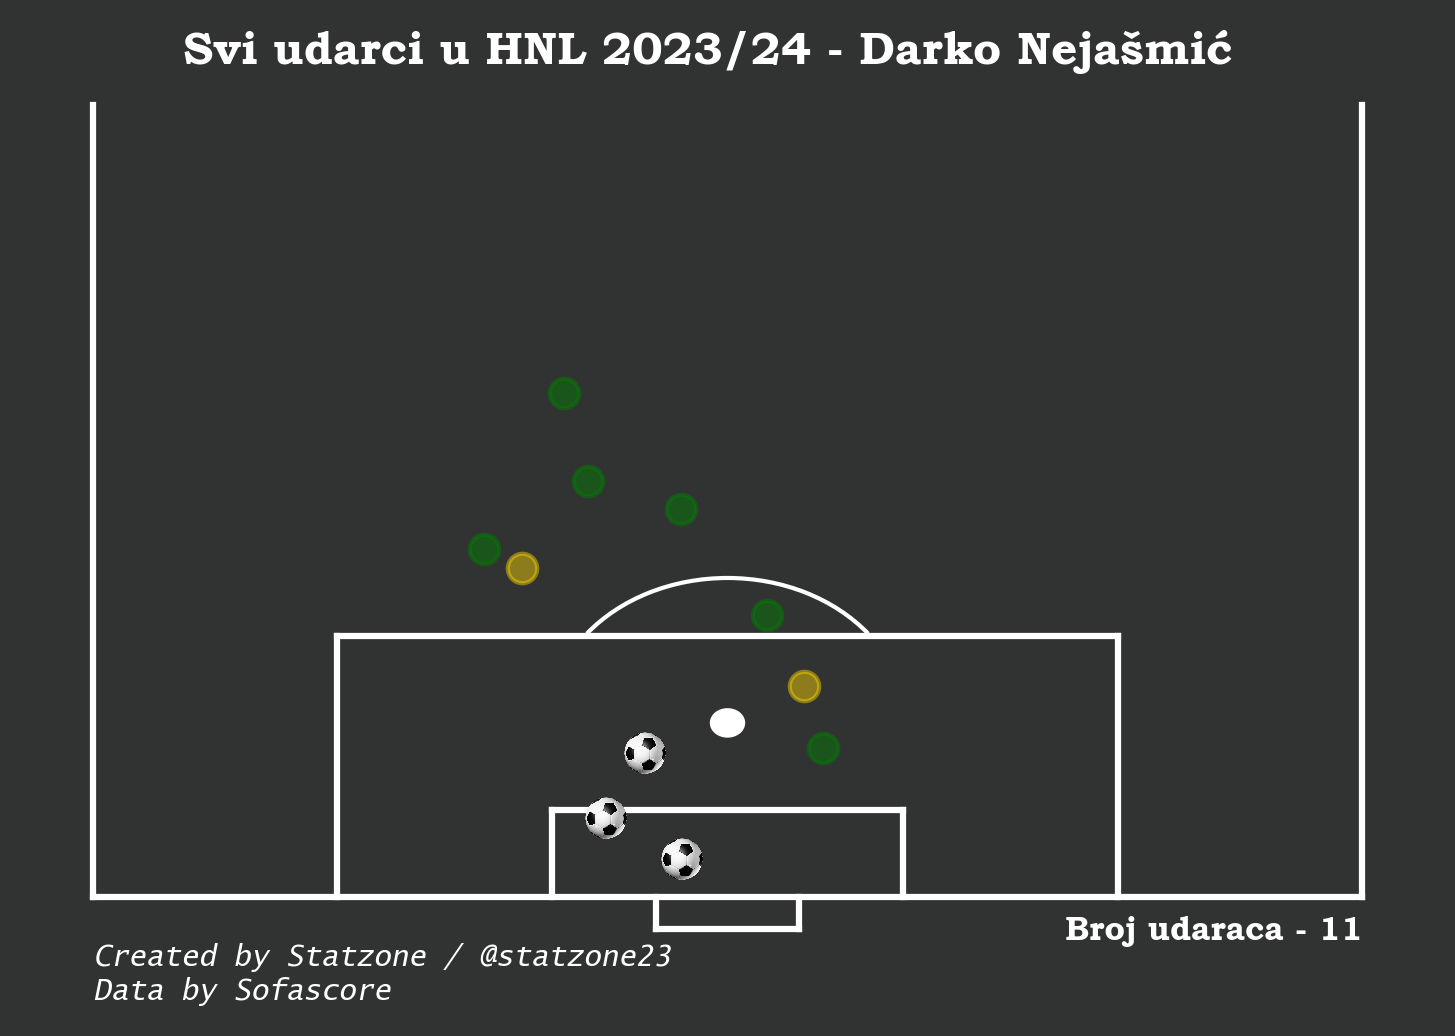 Svi udarci u HNL 2023/24 - Darko Nejašmić
Broj udaraca - 11
Created by Statzone / @statzone23
Data by Sofascore